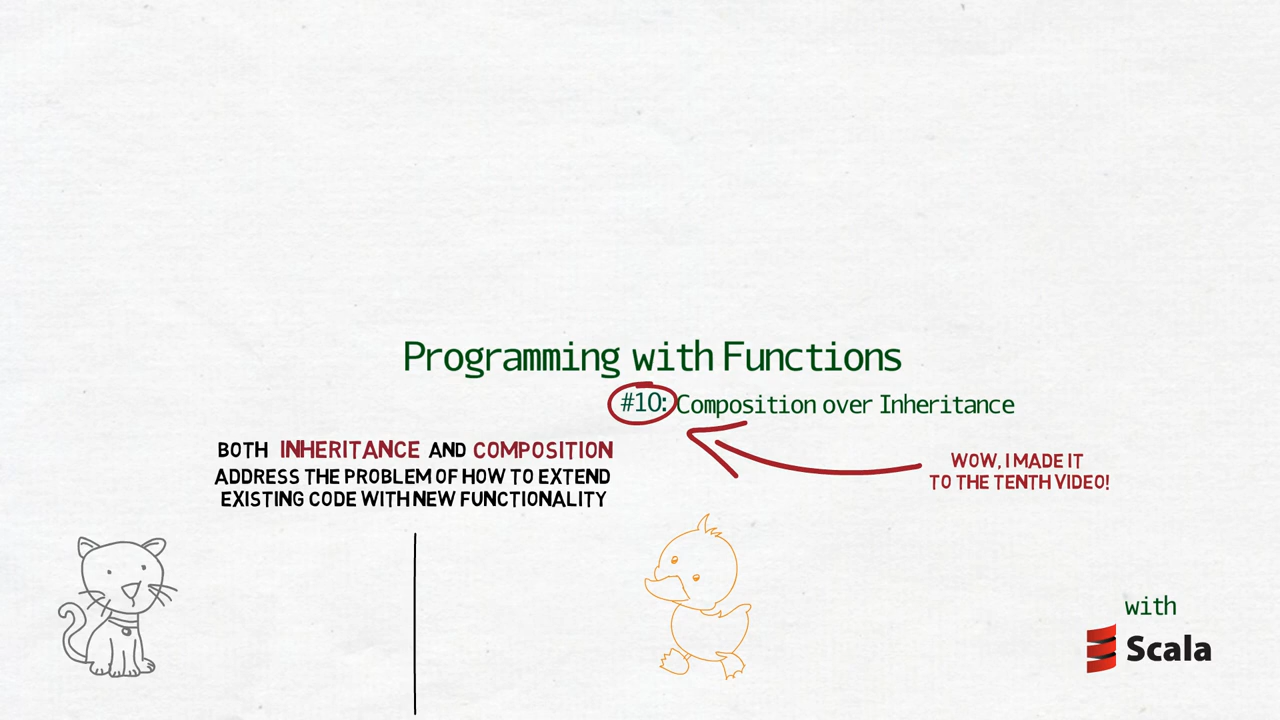 Programming with Functions
#10: Composition over Inheritance
BOTH INHERITANCE AND COMPOSITION
ADDRESS THE PROBLEM OF HOW TO EXTEND
EXISTING CODE WITH NEW FUNCTIONALITY
WOW, I MADE IT
TO THE TENTH VIDEO!
with
Scala